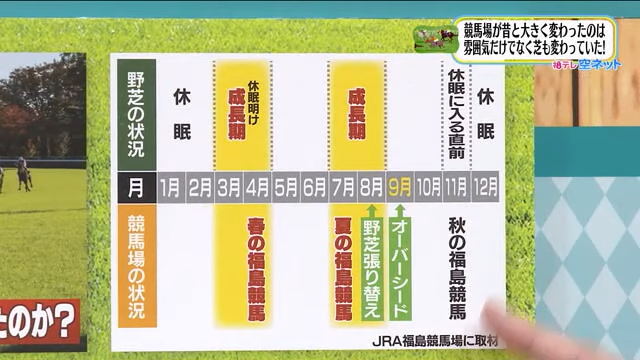 競馬場が昔と大きく変わったのは
雰囲気だけでなく芝も変わっていた!
福テレ空ネット
野芝の状況
休眠
休眠明け
成長期
成長期
休眠に入る直前
休眠
月
1月 2月 3月 4月 5月 6月 7月 8月 9月 10月 11月 12月
競馬場の状況
春の福島競馬
夏の福島競馬
野芝張り替え
オーバーシード
秋の福島競馬
JRA福島競馬場に取材
たのか?